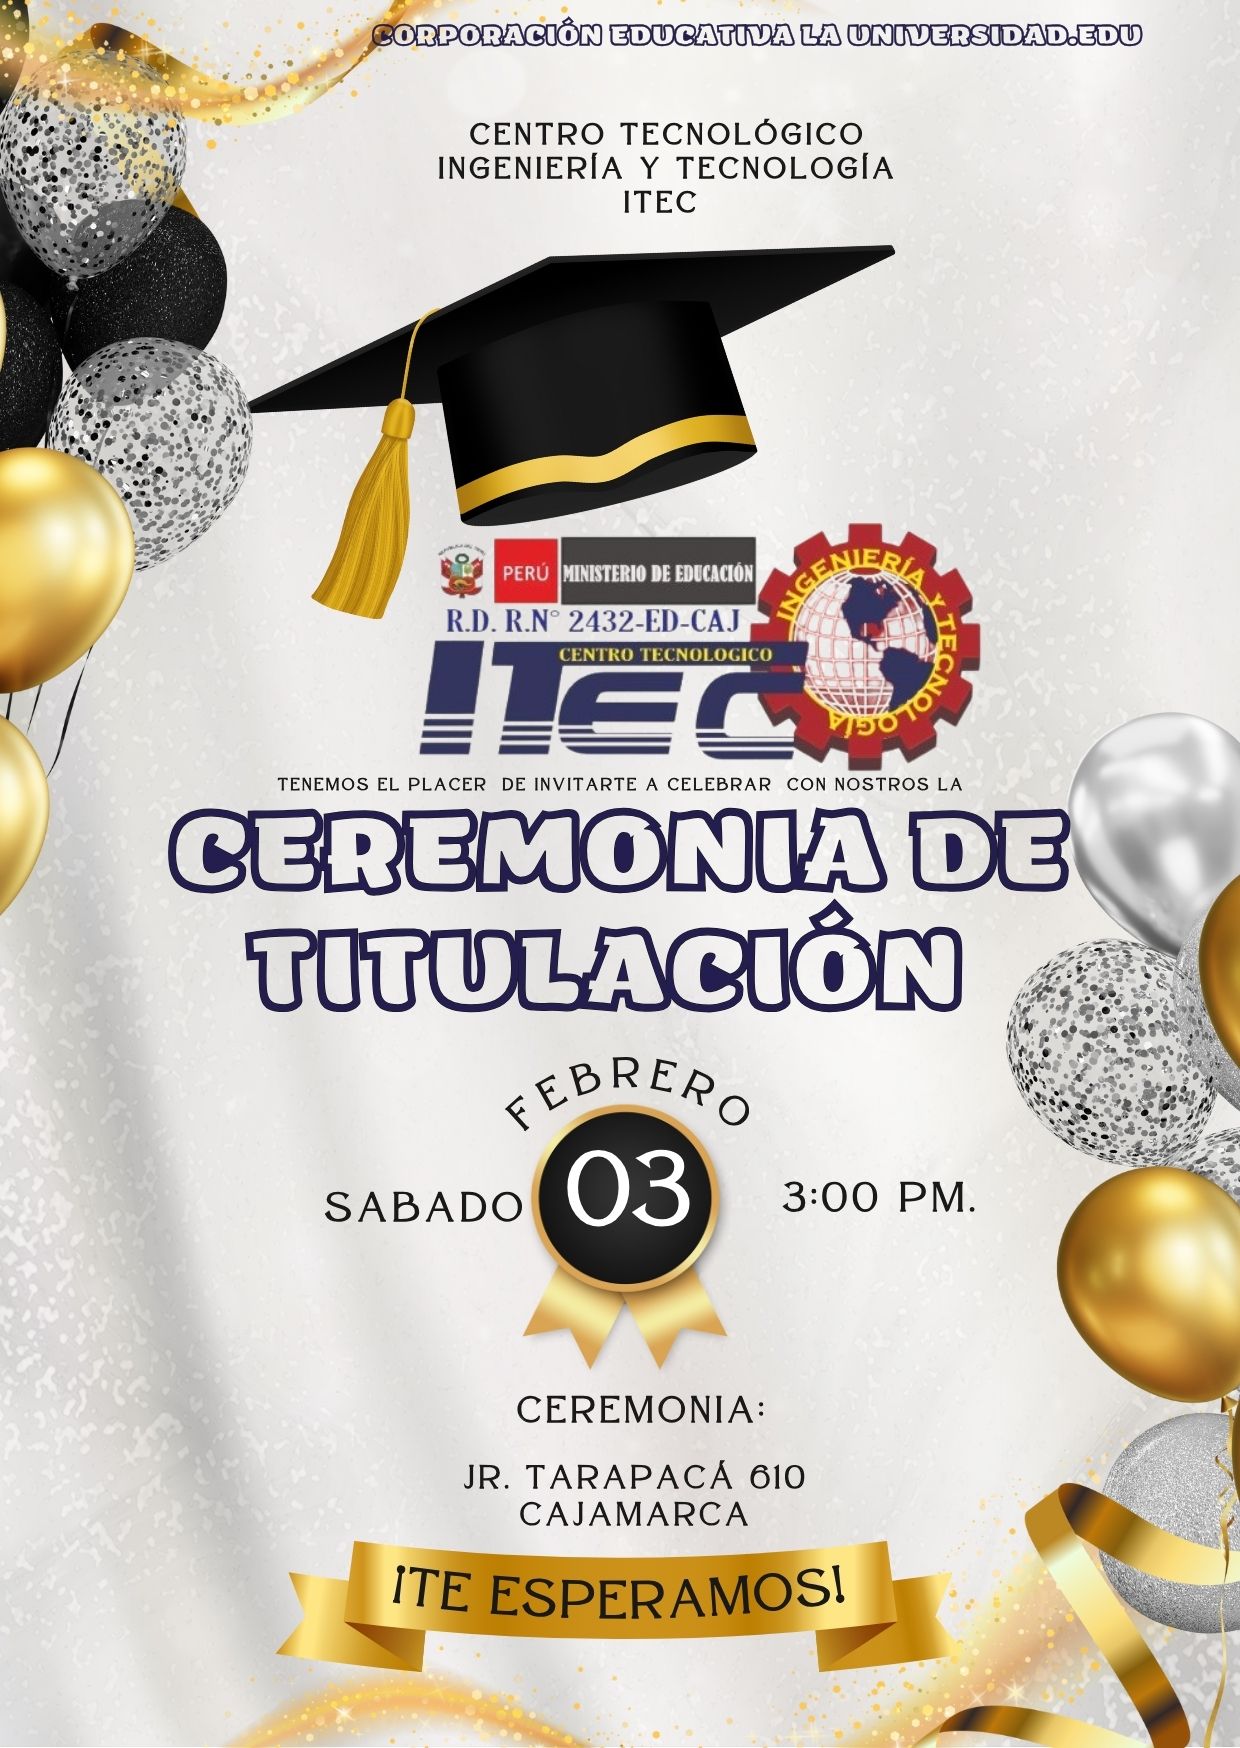 CORPORACIÓN EDUCATIVA LA UNIVERSIDAD.EDU
CENTRO TECNOLÓGICO
INGENIERÍA Y TECNOLOGÍA
ITEC
PERÚ MINISTERIO DE EDUCACIÓN
R.D. R.N° 2432-ED-CAJ
CENTRO TECNOLOGICO
ITEC
INGENIERÍA Y TECNOLOGÍA
TENEMOS EL PLACER DE INVITARTE A CELEBRAR CON NOSTROS LA
CEREMONIA DE
TITULACIÓN
FEBRERO
SABADO 03 3:00 PM.
CEREMONIA:
JR. TARAPACÁ 610
CAJAMARCA
¡TE ESPERAMOS!